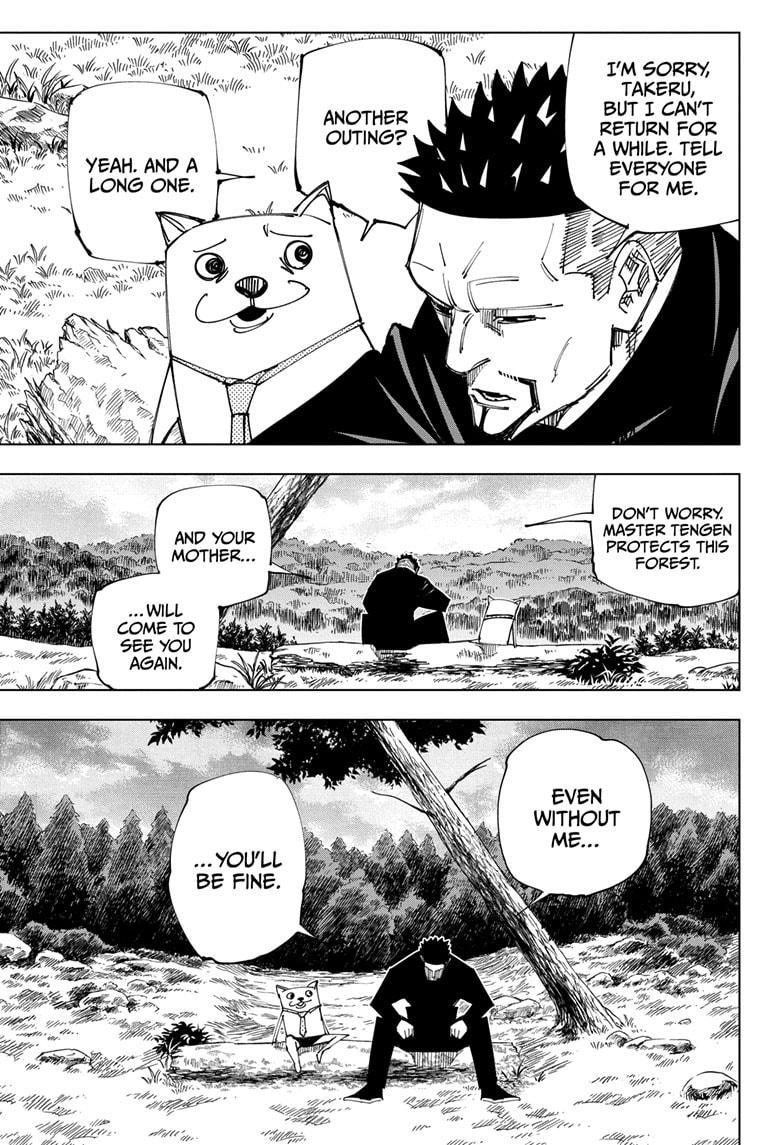 I'M SORRY,
TAKERU,
BUT I CAN'T
RETURN FOR
A WHILE. TELL
EVERYONE
FOR ME.
ANOTHER
OUTING?
YEAH. AND A
LONG ONE.
DON'T WORRY.
MASTER TENGEN
PROTECTS THIS
FOREST.
AND YOUR
MOTHER...
...WILL
COME TO
SEE YOU
AGAIN.
EVEN
WITHOUT
ME...
...YOU'LL
BE FINE.